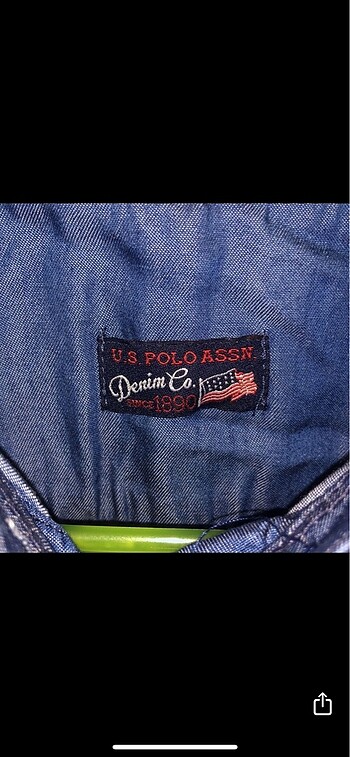 U.S. POLO ASSN.
Denim Co.
SINCE 1890